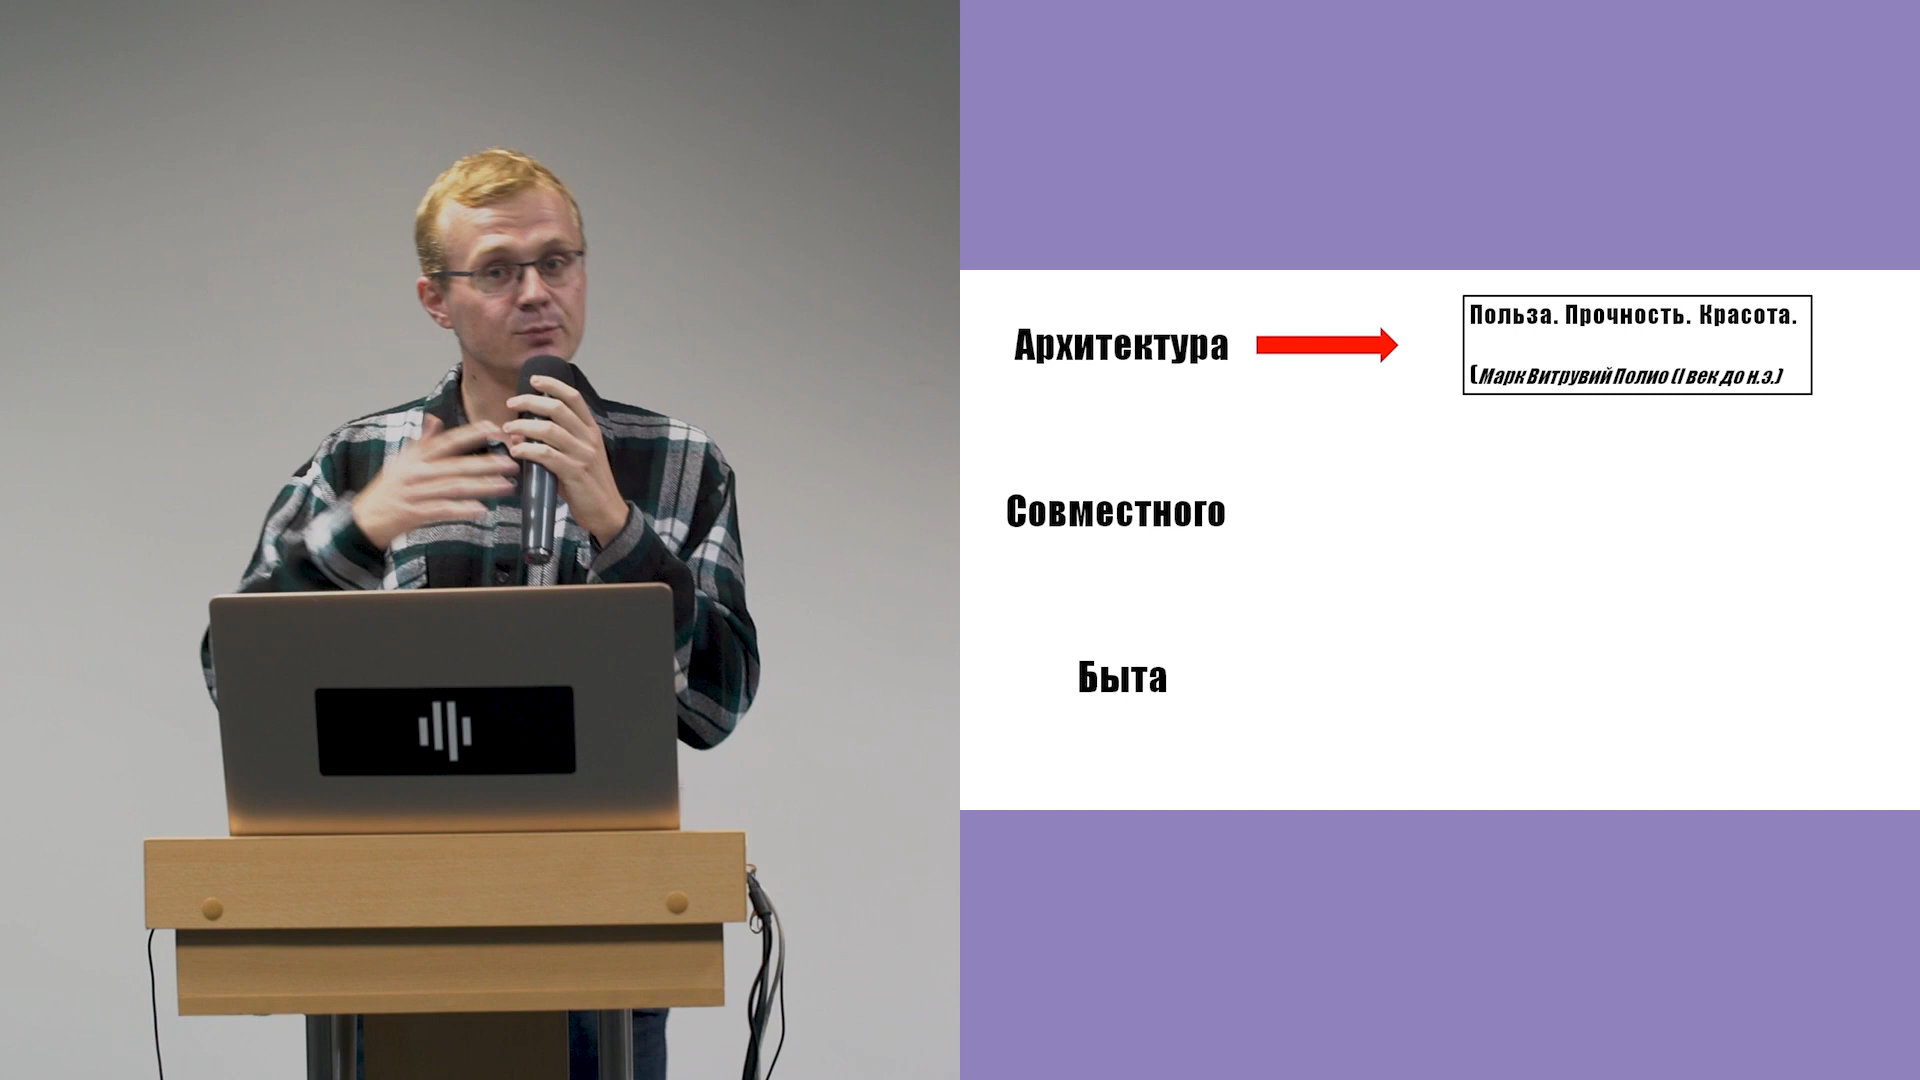 Архитектура
Польза. Прочность. Красота.
(Марк Витрувий Полио (I век до н.э.)
Совместного
Быта